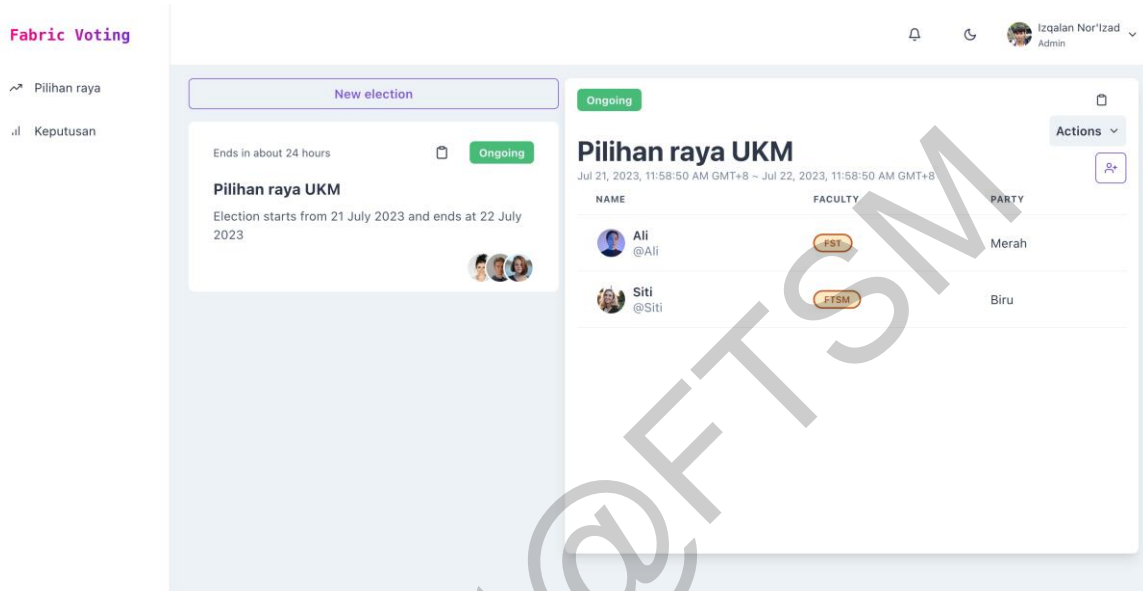 Fabric Voting
Izqalan Nor'Izad
Admin
Pilihan raya
Keputusan
New election
Ends in about 24 hours
Ongoing
Pilihan raya UKM
Election starts from 21 July 2023 and ends at 22 July
2023
Ongoing
Actions
Pilihan raya UKM
Jul 21, 2023, 11:58:50 AM GMT+8 ~ Jul 22, 2023, 11:58:50 AM GMT+8
NAME FACULTY PARTY
Ali
@Ali
FST
Merah
Siti
@Siti
FTSM
Biru
@FTSM